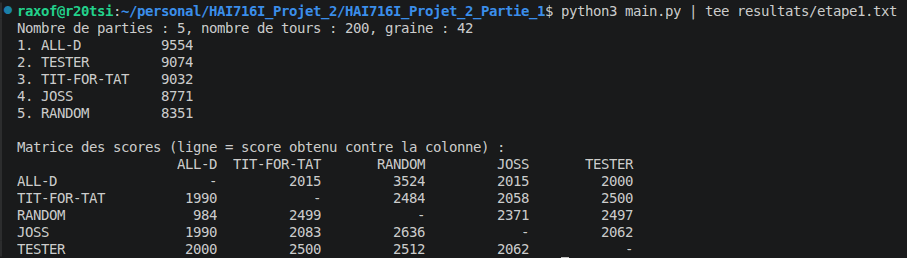 raxof@r20tsi:~/personal/HAI716I_Projet_2/HAI716I_Projet_2_Partie_1$ python3 main.py | tee resultats/etape1.txt
Nombre de parties : 5, nombre de tours : 200, graine : 42
1. ALL-D 9554
2. TESTER 9074
3. TIT-FOR-TAT 9032
4. JOSS 8771
5. RANDOM 8351
Matrice des scores (ligne = score obtenu contre la colonne) :
ALL-D TIT-FOR-TAT RANDOM JOSS TESTER
ALL-D - 2015 3524 2015 2000
TIT-FOR-TAT 1990 - 2484 2058 2500
RANDOM 984 2499 - 2371 2497
JOSS 1990 2083 2636 - 2062
TESTER 2000 2500 2512 2062 -